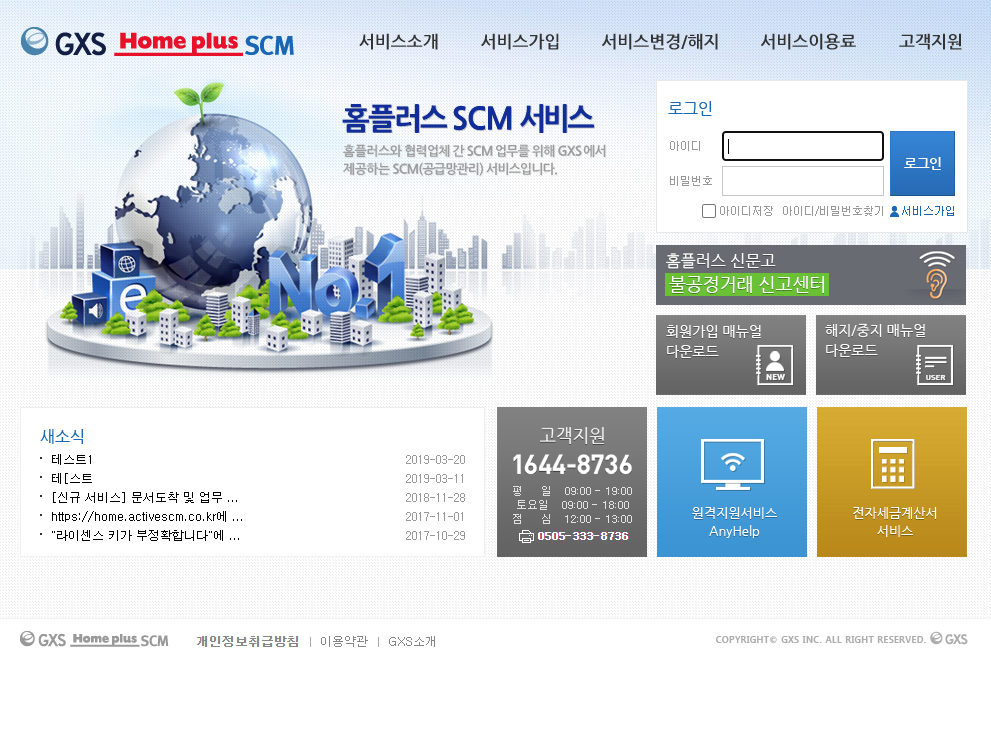 GXS Home plus SCM
서비스소개 서비스가입 서비스변경/해지 서비스이용료 고객지원
홈플러스 SCM 서비스
홈플러스와 협력업체 간 SCM 업무를 위해 GXS에서
제공하는 SCM(공급망관리) 서비스입니다.
e
No.1
로그인
아이디
비밀번호
로그인
아이디저장 아이디/비밀번호찾기 서비스가입
홈플러스 신문고
불공정거래 신고센터
회원가입 매뉴얼
다운로드
NEW
해지/중지 매뉴얼
다운로드
USER
새소식
· 테스트1 2019-03-20
· 테[스트 2019-03-11
· [신규 서비스] 문서도착 및 업무 ... 2018-11-28
· https://home.activescm.co.kr에 ... 2017-11-01
· "라이센스 키가 부정확합니다"에 ... 2017-10-29
고객지원
1644-8736
평 일 09:00 - 19:00
토요일 09:00 - 18:00
점 심 12:00 - 13:00
0505-333-8736
원격지원서비스
AnyHelp
전자세금계산서
서비스
GXS Home plus SCM 개인정보취급방침 | 이용약관 | GXS소개
COPYRIGHT© GXS INC. ALL RIGHT RESERVED. GXS